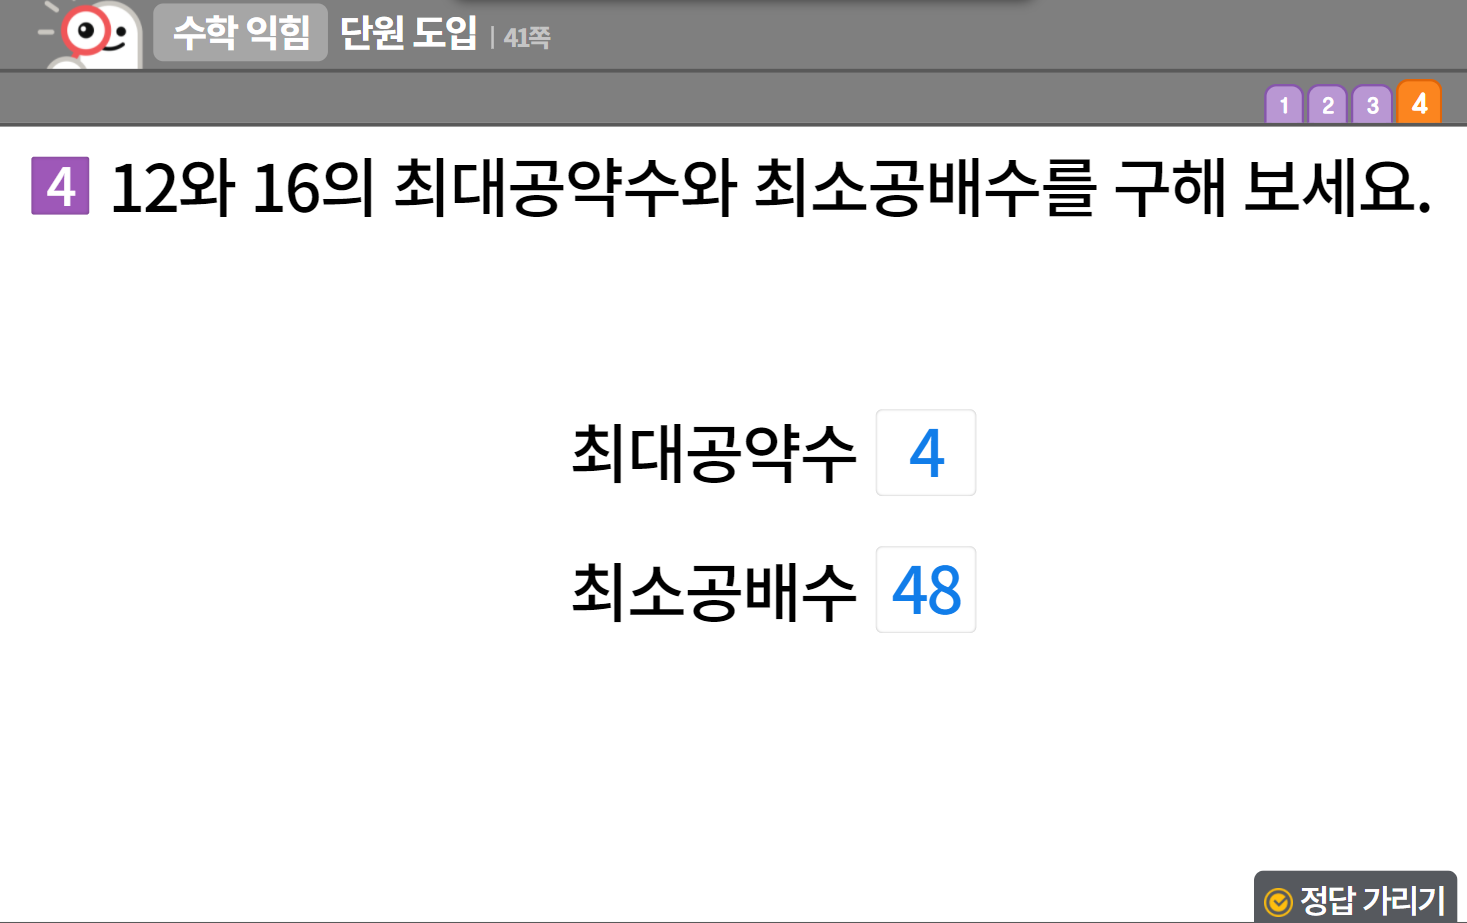 수학 익힘 단원 도입 | 41쪽
1 2 3 4
4 12와 16의 최대공약수와 최소공배수를 구해 보세요.
최대공약수 4
최소공배수 48
정답 가리기